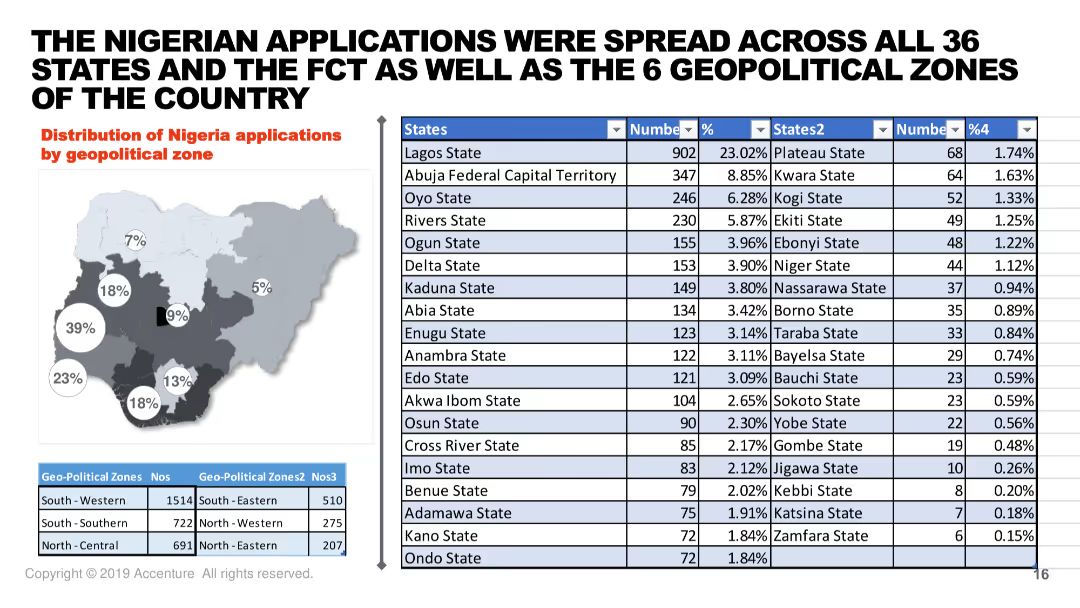 THE NIGERIAN APPLICATIONS WERE SPREAD ACROSS ALL 36
STATES AND THE FCT AS WELL AS THE 6 GEOPOLITICAL ZONES
OF THE COUNTRY
Distribution of Nigeria applications
by geopolitical zone
7%
18%
5%
9%
39%
23%
13%
18%
Geo-Political Zones Nos Geo-Political Zones2 Nos3
South - Western 1514 South - Eastern 510
South - Southern 722 North - Western 275
North - Central 691 North - Eastern 207
States Numbe % States2 Numbe %4
Lagos State 902 23.02% Plateau State 68 1.74%
Abuja Federal Capital Territory 347 8.85% Kwara State 64 1.63%
Oyo State 246 6.28% Kogi State 52 1.33%
Rivers State 230 5.87% Ekiti State 49 1.25%
Ogun State 155 3.96% Ebonyi State 48 1.22%
Delta State 153 3.90% Niger State 44 1.12%
Kaduna State 149 3.80% Nassarawa State 37 0.94%
Abia State 134 3.42% Borno State 35 0.89%
Enugu State 123 3.14% Taraba State 33 0.84%
Anambra State 122 3.11% Bayelsa State 29 0.74%
Edo State 121 3.09% Bauchi State 23 0.59%
Akwa Ibom State 104 2.65% Sokoto State 23 0.59%
Osun State 90 2.30% Yobe State 22 0.56%
Cross River State 85 2.17% Gombe State 19 0.48%
Imo State 83 2.12% Jigawa State 10 0.26%
Benue State 79 2.02% Kebbi State 8 0.20%
Adamawa State 75 1.91% Katsina State 7 0.18%
Kano State 72 1.84% Zamfara State 6 0.15%
Ondo State 72 1.84%
Copyright © 2019 Accenture All rights reserved.
16